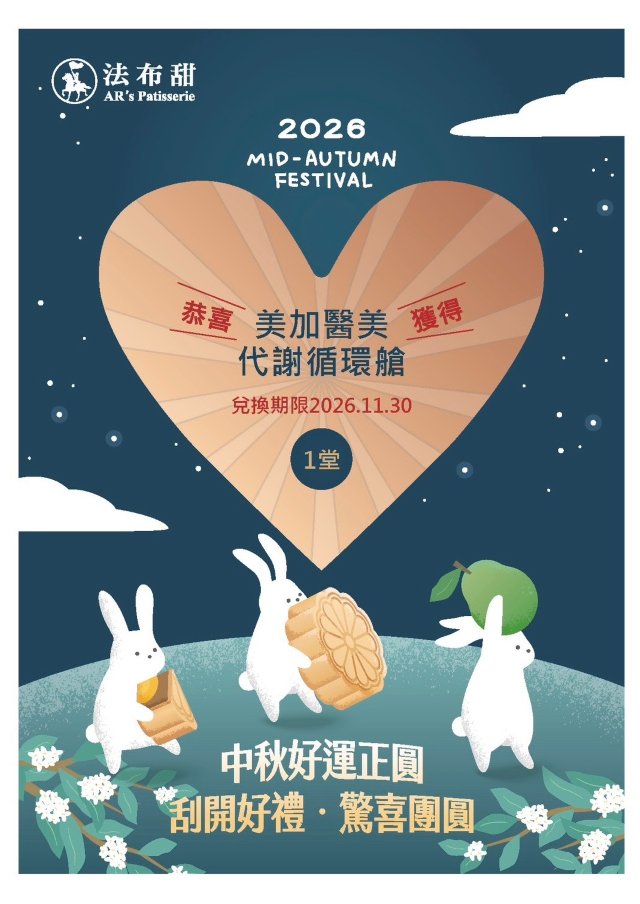 法布甜
AR's Patisserie
2026
MID-AUTUMN
FESTIVAL
恭喜
美加醫美
獲得
代謝循環艙
兌換期限2026.11.30
1堂
中秋好運正圓
刮開好禮・驚喜團圓